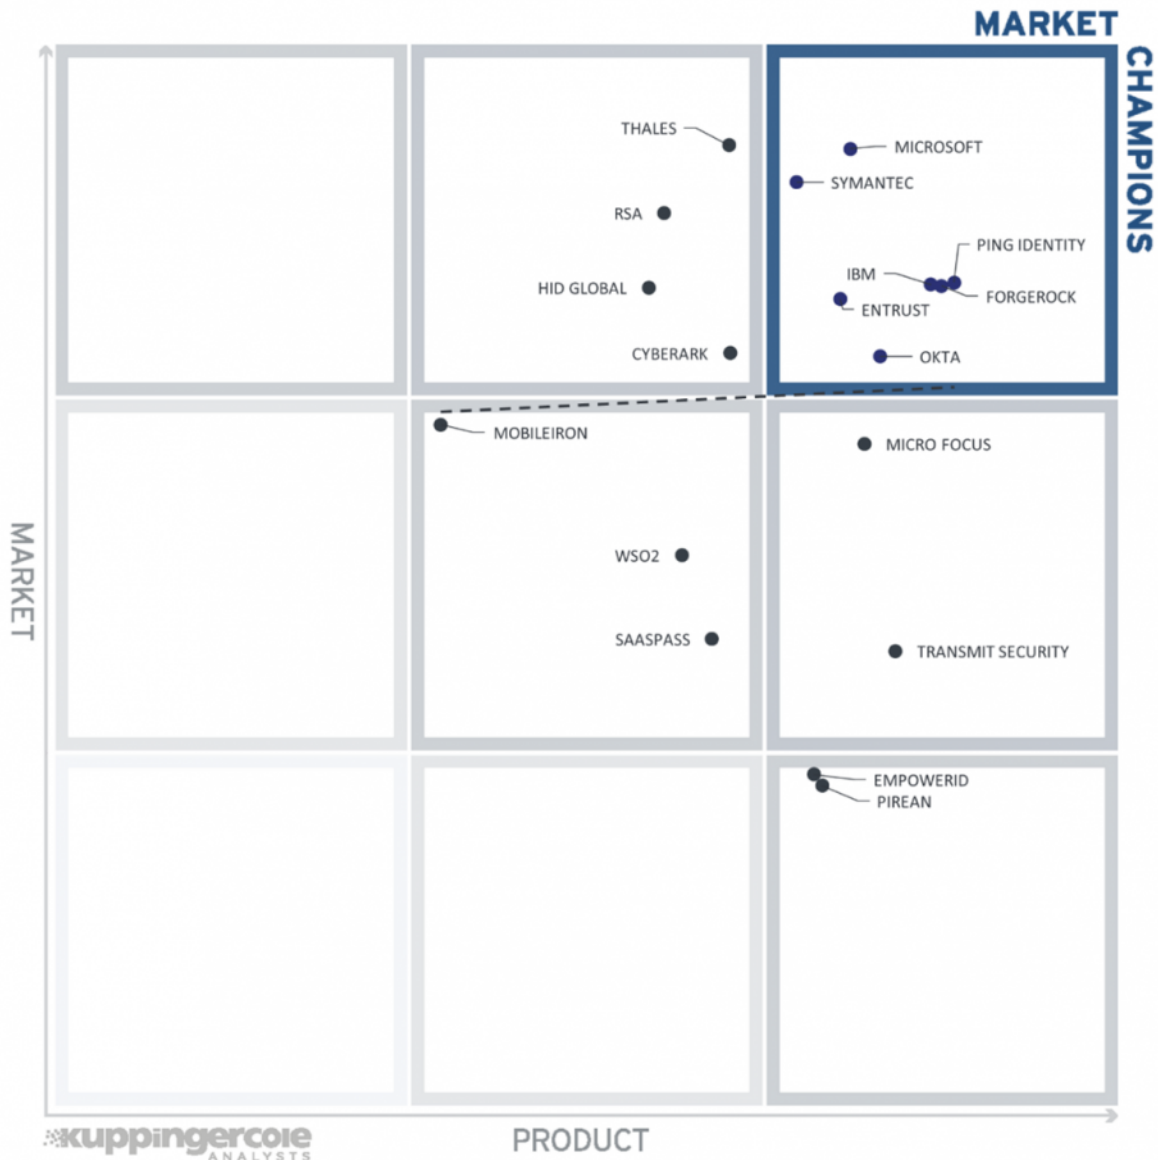 MARKET
CHAMPIONS
THALES
MICROSOFT
SYMANTEC
RSA
PING IDENTITY
IBM
HID GLOBAL
FORGEROCK
ENTRUST
CYBERARK
OKTA
MOBILEIRON
MICRO FOCUS
MARKET
WSO2
SAASPASS
TRANSMIT SECURITY
EMPOWERID
PIREAN
kuppingercole
ANALYSTS
PRODUCT